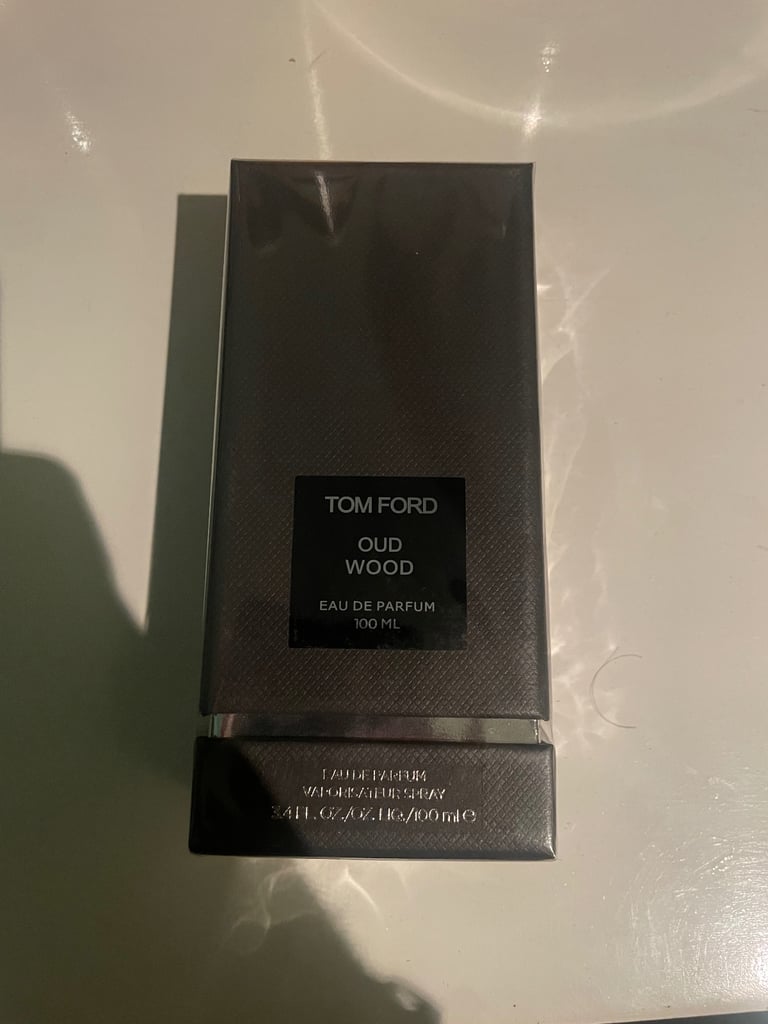 TOM FORD
OUD
WOOD
EAU DE PARFUM
100 ML
EAU DE PARFUM
VAPORISATEUR SPRAY
3.4 FL. OZ./OZ. LIQ./100 ml ℮